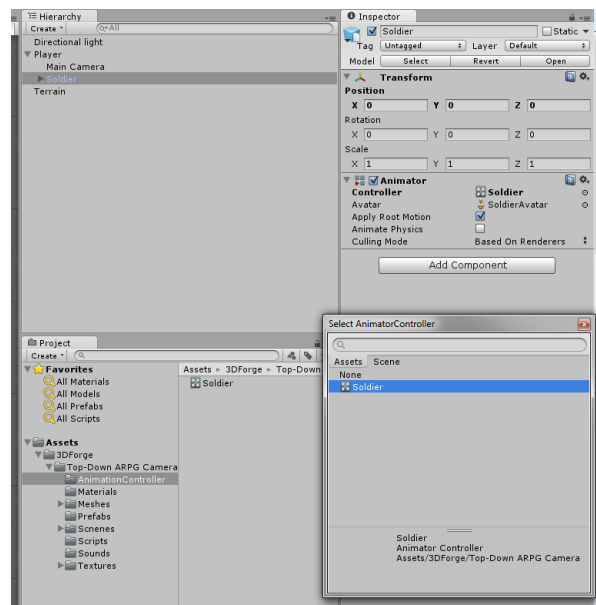 Hierarchy
Create
All
Directional light
Player
Main Camera
Soldier
Terrain
Inspector
Soldier
Static
Tag Untagged Layer Default
Model Select Revert Open
Transform
Position
X 0 Y 0 Z 0
Rotation
X 0 Y 0 Z 0
Scale
X 1 Y 1 Z 1
Animator
Controller Soldier
Avatar SoldierAvatar
Apply Root Motion
Animate Physics
Culling Mode Based On Renderers
Add Component
Project
Create
Favorites
All Materials
All Models
All Prefabs
All Scripts
Assets
3DForge
Top-Down ARPG Camera
AnimationController
Materials
Meshes
Prefabs
Scnenes
Scripts
Sounds
Textures
Assets ▸ 3DForge ▸ Top-Down
Soldier
Select AnimatorController
Assets Scene
None
Soldier
Soldier
Animator Controller
Assets/3DForge/Top-Down ARPG Camera